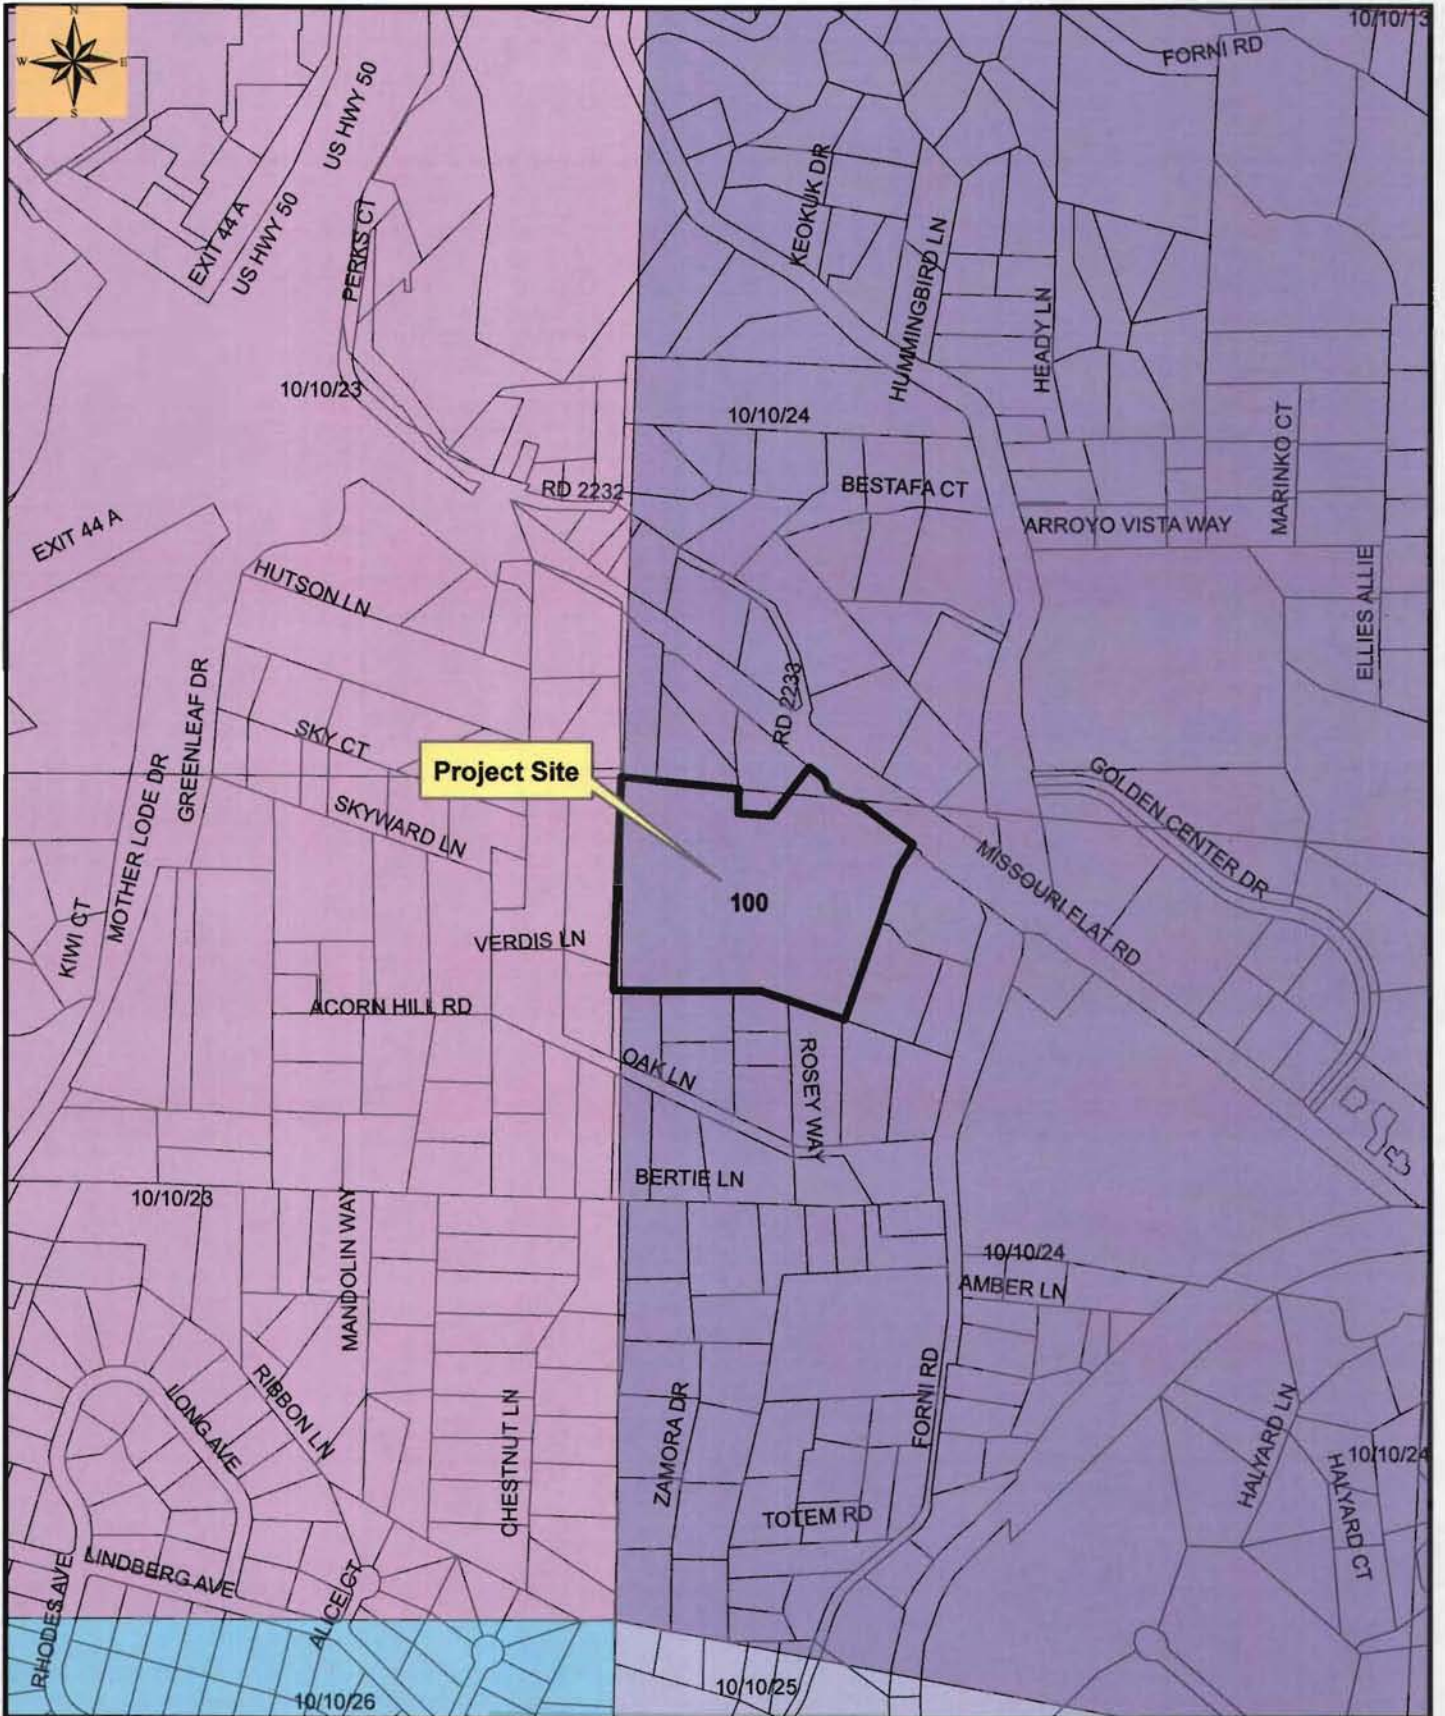 N
W
E
S
10/10/13
FORNI RD
US HWY 50
EXIT 44 A
US HWY 50
PERKS CT
KEOKUK DR
HUMMINGBIRD LN
HEADY LN
10/10/23
10/10/24
MARINKO CT
RD 2232
BESTAFA CT
ARROYO VISTA WAY
EXIT 44 A
ELLIES ALLIE
HUTSON LN
GREENLEAF DR
RD 2233
SKY CT
Project Site
GOLDEN CENTER DR
MOTHER LODE DR
SKYWARD LN
MISSOURI FLAT RD
100
KIWI CT
VERDIS LN
ACORN HILL RD
OAK LN
ROSEY WAY
BERTIE LN
10/10/23
MANDOLIN WAY
10/10/24
AMBER LN
RIBBON LN
LONG AVE
CHESTNUT LN
ZAMORA DR
FORNI RD
HALYARD LN
10/10/24
HALYARD CT
TOTEM RD
LINDBERG AVE
RHODES AVE
ALICE CT
10/10/26
10/10/25